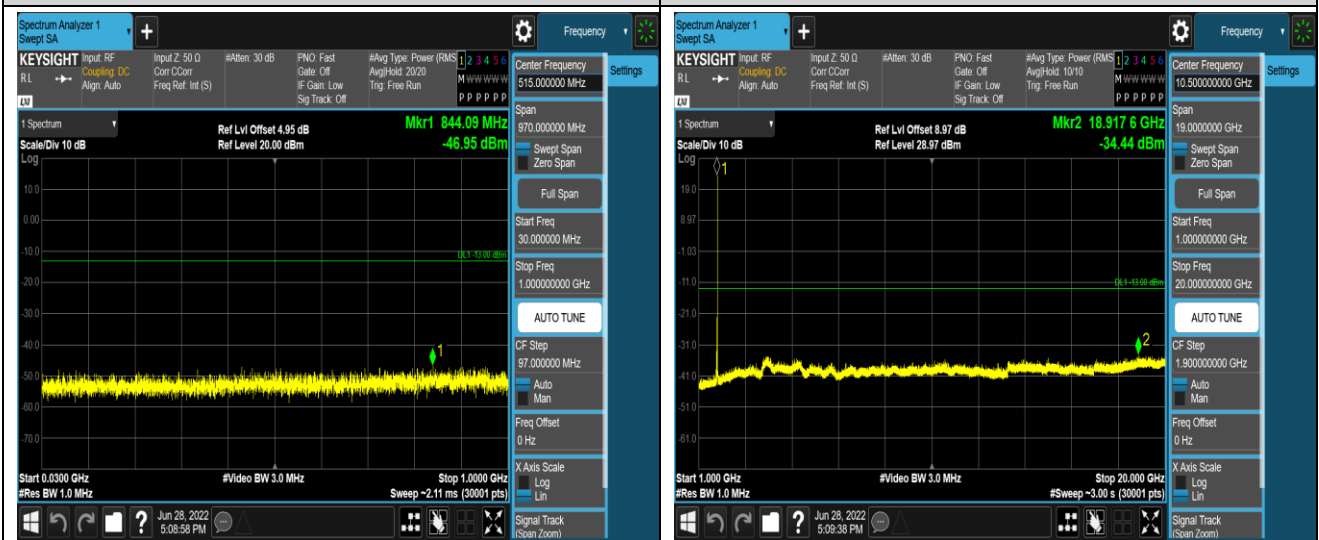 Spectrum Analyzer 1
Swept SA
+
Frequency
KEYSIGHT
RL
LXI
Input: RF
Coupling: DC
Align: Auto
Input Z: 50 Ω
Corr CCorr
Freq Ref: Int (S)
#Atten: 30 dB
PNO: Fast
Gate: Off
IF Gain: Low
Sig Track: Off
#Avg Type: Power (RMS
Avg|Hold: 20/20
Trig: Free Run
1 2 3 4 5 6
M W W W W W
P P P P P P
Center Frequency
515.000000 MHz
Settings
1 Spectrum
Scale/Div 10 dB
Log
Ref Lvl Offset 4.95 dB
Ref Level 20.00 dBm
Mkr1 844.09 MHz
-46.95 dBm
Span
970.000000 MHz
Swept Span
Zero Span
Full Span
Start Freq
30.000000 MHz
Stop Freq
1.000000000 GHz
AUTO TUNE
CF Step
97.000000 MHz
Auto
Man
Freq Offset
0 Hz
X Axis Scale
Log
Lin
Signal Track
(Span Zoom)
10.0
0.00
-10.0
DL1 -13.00 dBm
-20.0
-30.0
-40.0
1
-50.0
-60.0
-70.0
Start 0.0300 GHz
#Res BW 1.0 MHz
#Video BW 3.0 MHz
Stop 1.0000 GHz
Sweep ~2.11 ms (30001 pts)
?
Jun 28, 2022
5:08:58 PM
Spectrum Analyzer 1
Swept SA
+
Frequency
KEYSIGHT
RL
LXI
Input: RF
Coupling: DC
Align: Auto
Input Z: 50 Ω
Corr CCorr
Freq Ref: Int (S)
#Atten: 30 dB
PNO: Fast
Gate: Off
IF Gain: Low
Sig Track: Off
#Avg Type: Power (RMS
Avg|Hold: 10/10
Trig: Free Run
1 2 3 4 5 6
M W W W W W
P P P P P P
Center Frequency
10.500000000 GHz
Settings
1 Spectrum
Scale/Div 10 dB
Log
Ref Lvl Offset 8.97 dB
Ref Level 28.97 dBm
Mkr2 18.917 6 GHz
-34.44 dBm
Span
19.0000000 GHz
Swept Span
Zero Span
Full Span
Start Freq
1.000000000 GHz
Stop Freq
20.000000000 GHz
AUTO TUNE
CF Step
1.900000000 GHz
Auto
Man
Freq Offset
0 Hz
X Axis Scale
Log
Lin
Signal Track
(Span Zoom)
1
19.0
8.97
-1.03
-11.0
DL1 -13.00 dBm
-21.0
-31.0
2
-41.0
-51.0
-61.0
Start 1.000 GHz
#Res BW 1.0 MHz
#Video BW 3.0 MHz
Stop 20.000 GHz
#Sweep ~3.00 s (30001 pts)
?
Jun 28, 2022
5:09:38 PM